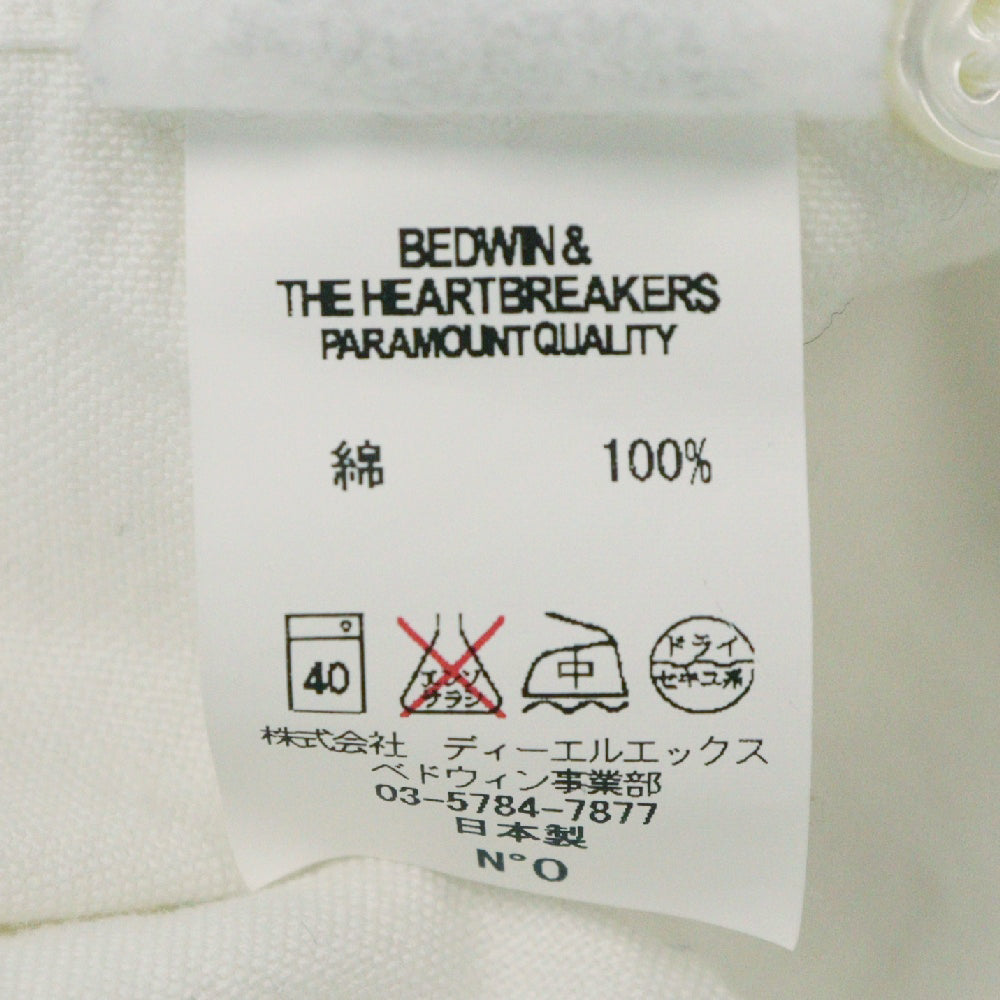 BEDWIN &
THE HEARTBREAKERS
PARAMOUNT QUALITY
綿 100%
40 エンソ サラシ 中 ドライ セキユ系
株式会社 ディーエルエックス
ベドウィン事業部
03-5784-7877
日本製
N°0